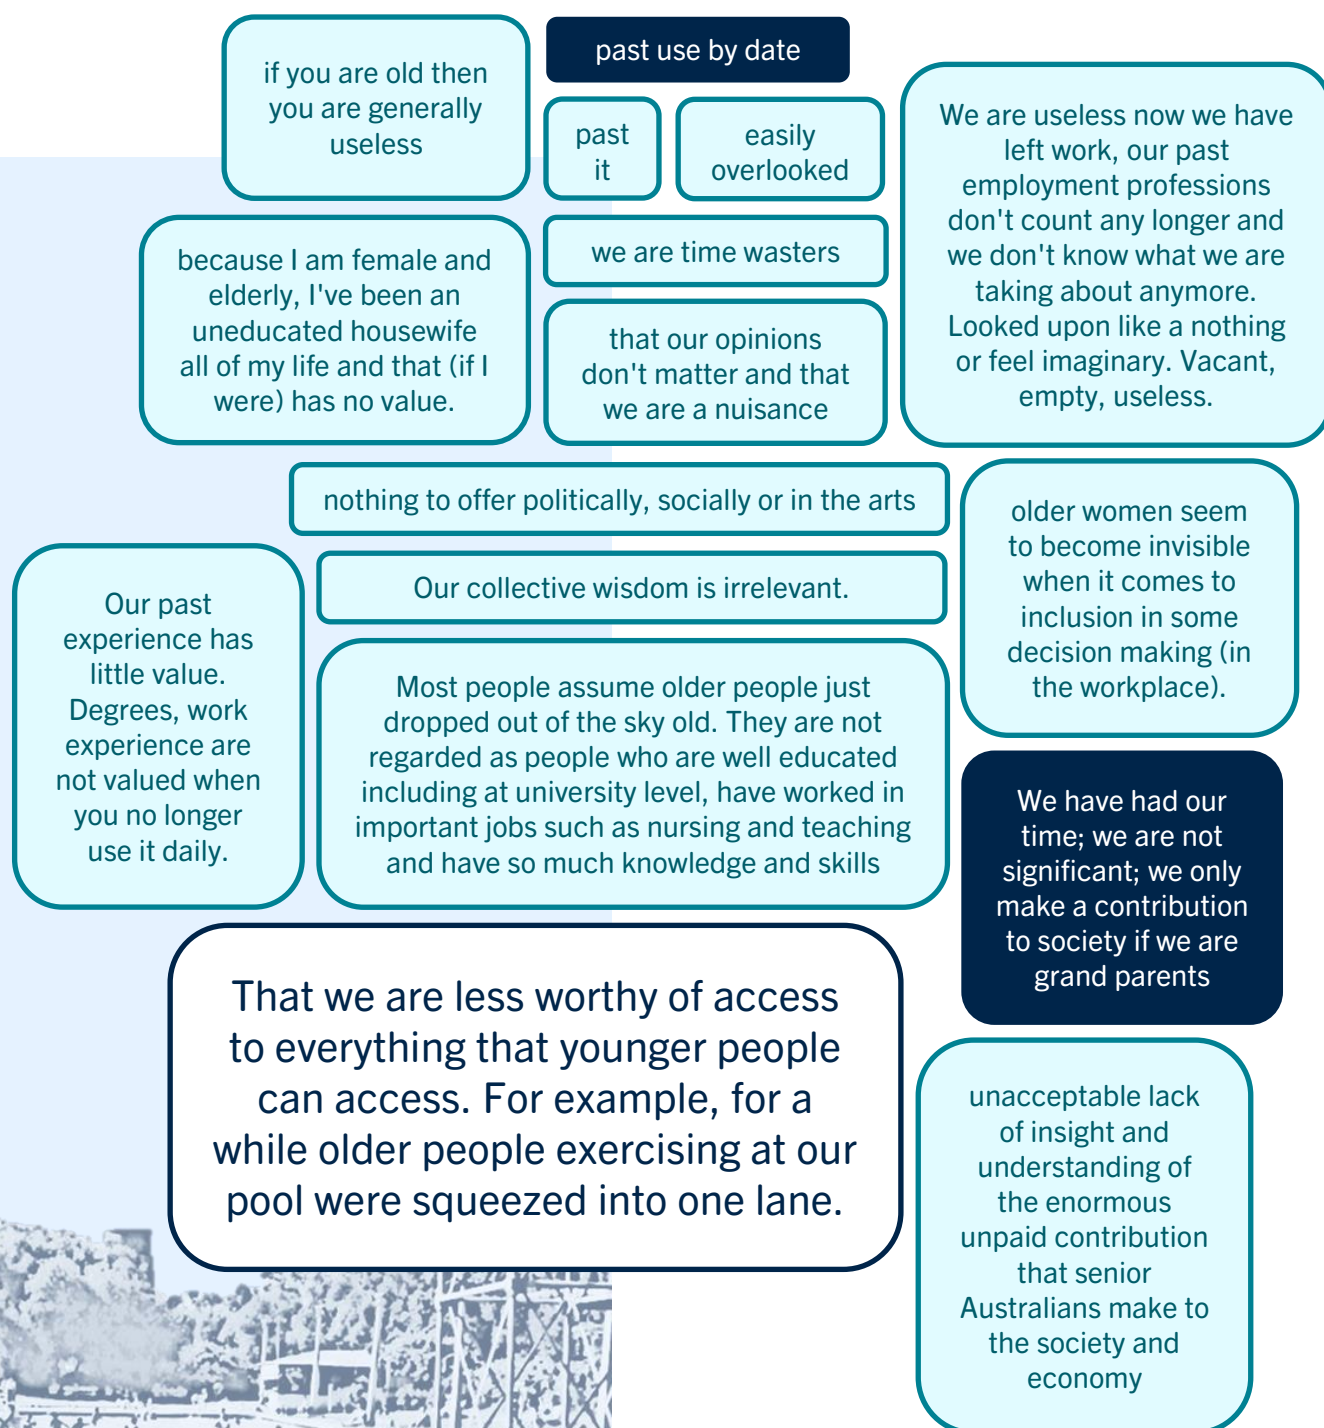 if you are old then
you are generally
useless
past use by date
past
it
easily
overlooked
We are useless now we have
left work, our past
employment professions
don't count any longer and
we don't know what we are
taking about anymore.
Looked upon like a nothing
or feel imaginary. Vacant,
empty, useless.
because I am female and
elderly, I've been an
uneducated housewife
all of my life and that (if I
were) has no value.
we are time wasters
that our opinions
don't matter and that
we are a nuisance
nothing to offer politically, socially or in the arts
older women seem
to become invisible
when it comes to
inclusion in some
decision making (in
the workplace).
Our past
experience has
little value.
Degrees, work
experience are
not valued when
you no longer
use it daily.
Our collective wisdom is irrelevant.
Most people assume older people just
dropped out of the sky old. They are not
regarded as people who are well educated
including at university level, have worked in
important jobs such as nursing and teaching
and have so much knowledge and skills
We have had our
time; we are not
significant; we only
make a contribution
to society if we are
grand parents
That we are less worthy of access
to everything that younger people
can access. For example, for a
while older people exercising at our
pool were squeezed into one lane.
unacceptable lack
of insight and
understanding of
the enormous
unpaid contribution
that senior
Australians make to
the society and
economy